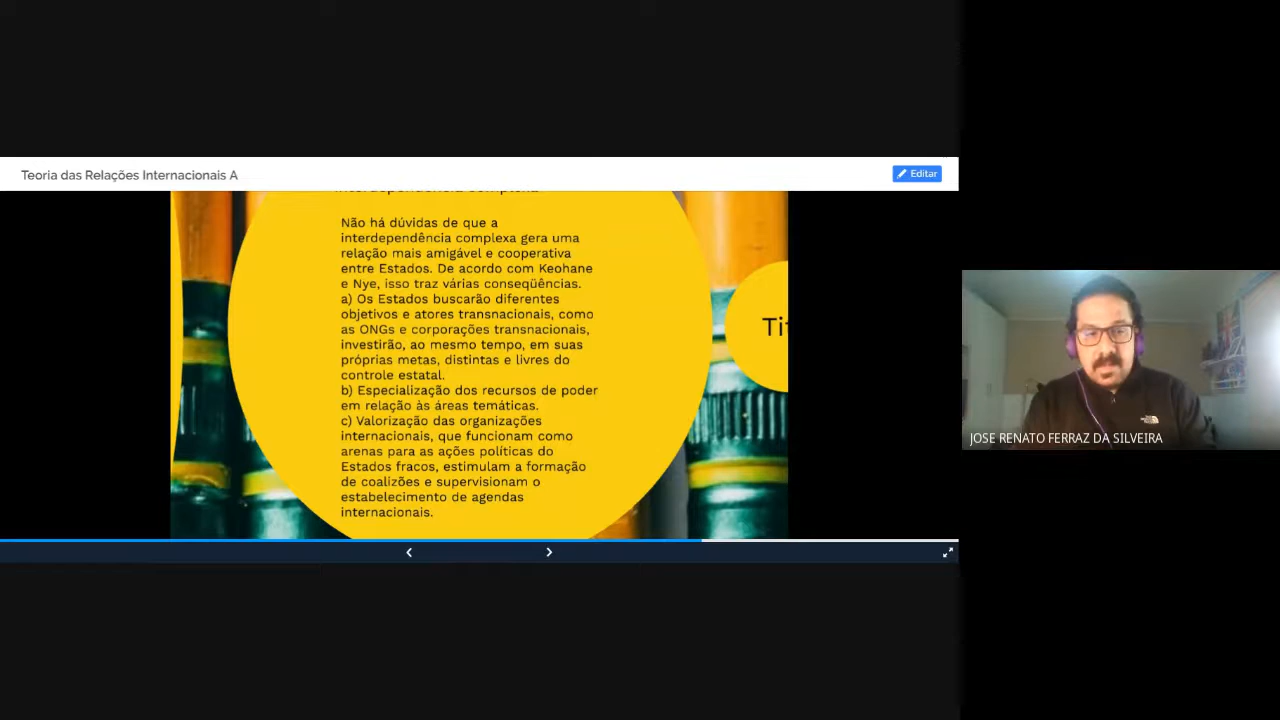 Teoria das Relações Internacionais A
Editar
interdependência complexa
Não há dúvidas de que a
interdependência complexa gera uma
relação mais amigável e cooperativa
entre Estados. De acordo com Keohane
e Nye, isso traz várias conseqüências.
a) Os Estados buscarão diferentes
objetivos e atores transnacionais, como
as ONGs e corporações transnacionais,
investirão, ao mesmo tempo, em suas
próprias metas, distintas e livres do
controle estatal.
b) Especialização dos recursos de poder
em relação às áreas temáticas.
c) Valorização das organizações
internacionais, que funcionam como
arenas para as ações políticas do
Estados fracos, estimulam a formação
de coalizões e supervisionam o
estabelecimento de agendas
internacionais.
JOSE RENATO FERRAZ DA SILVEIRA